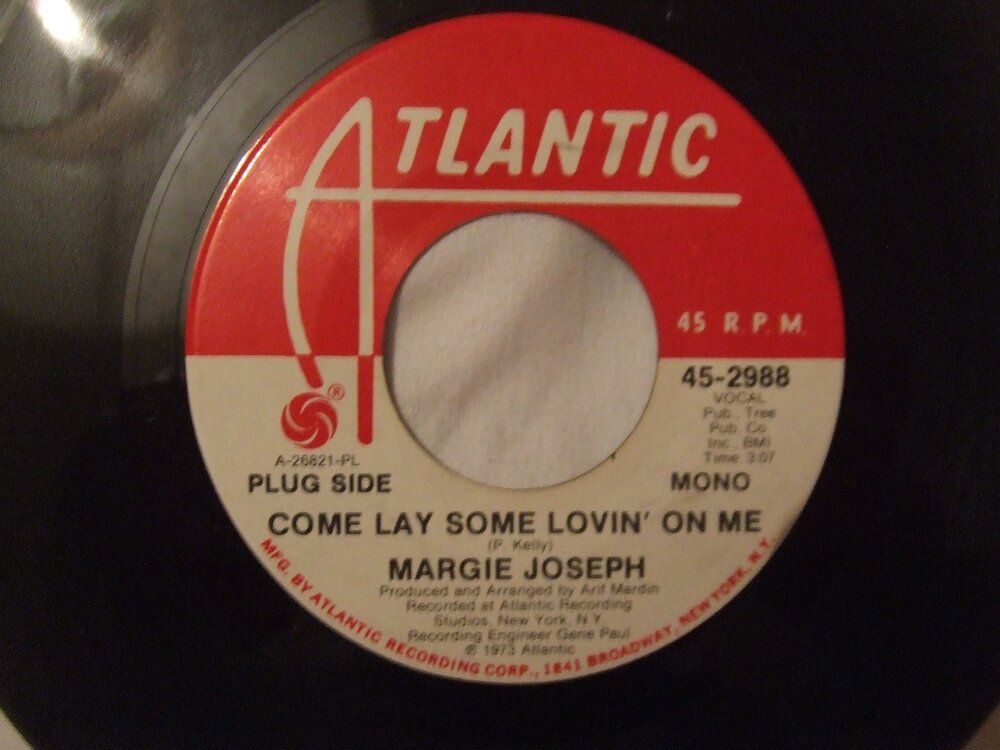 ATLANTIC
45 R.P.M.
45-2988
VOCAL
Pub., Tree
Pub. Co.
Inc., BMI
Time: 3:07
®
A-26821-PL
PLUG SIDE
MONO
COME LAY SOME LOVIN' ON ME
(P. Kelly)
MARGIE JOSEPH
Produced and Arranged by Arif Mardin
Recorded at Atlantic Recording
Studios, New York, N.Y.
Recording Engineer Gene Paul
℗ 1973 Atlantic
MFG. BY ATLANTIC RECORDING CORP., 1841 BROADWAY, NEW YORK, N.Y.